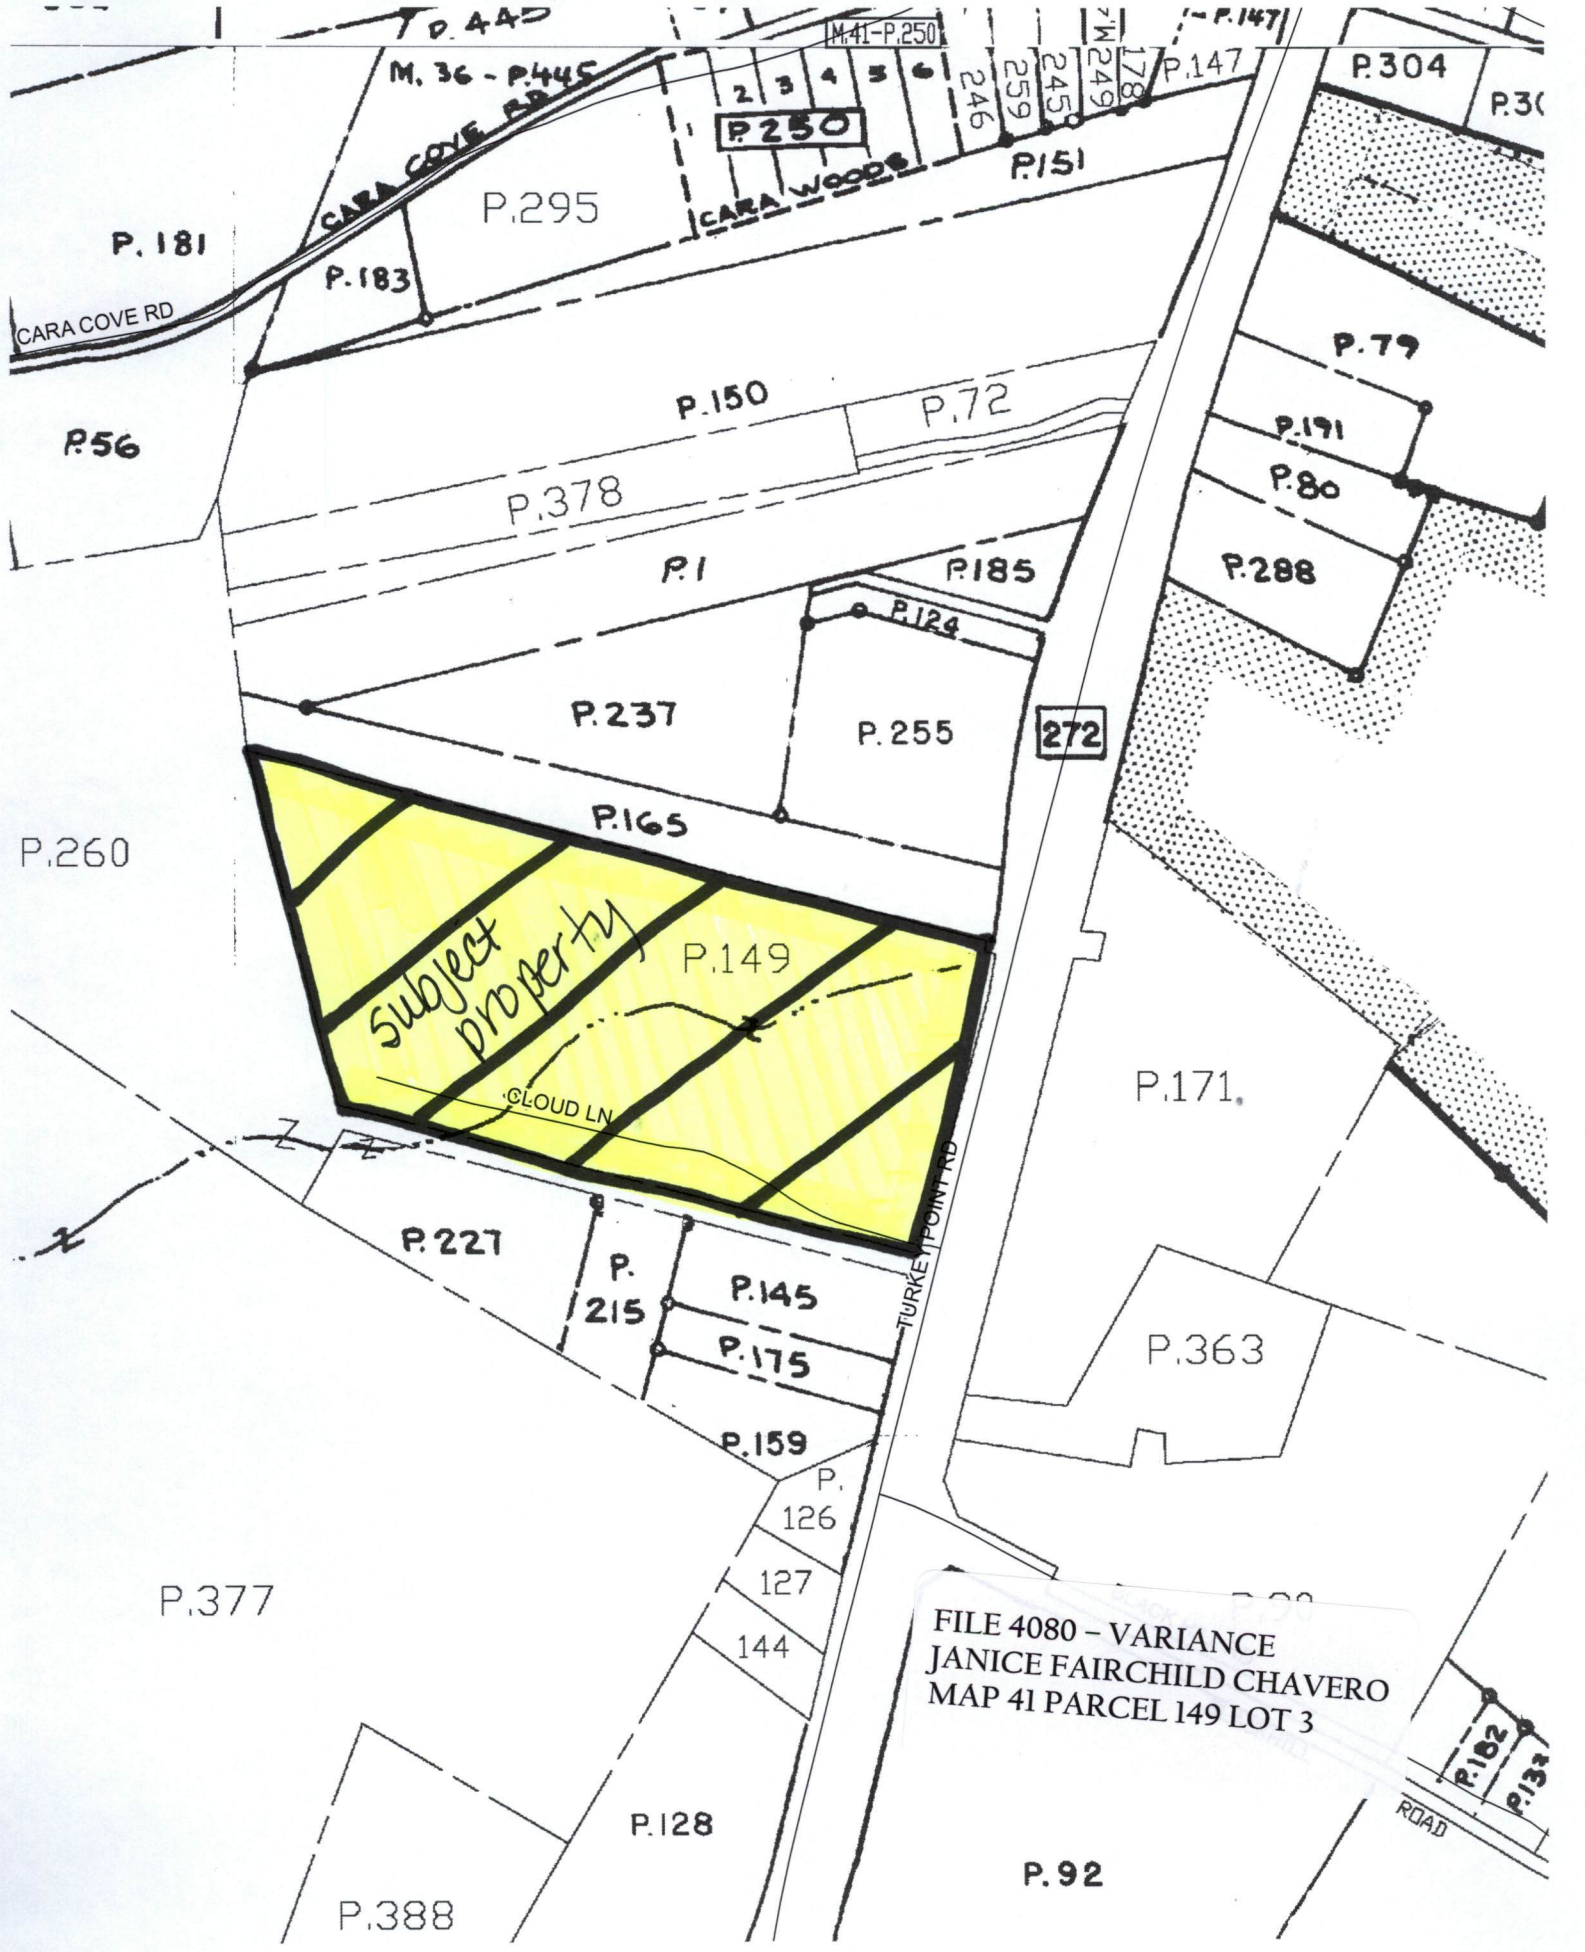 P. 445
M.41-P.250
P.147
M. 36 - P.445
2
3
4
5
6
246
259
245
249
178
P.147
P.304
P.250
CARA COVE RD
P.295
CARA WOODS
P.151
P. 181
P.183
CARA COVE RD
P.79
P.150
P.72
P.191
P.56
P.80
P.378
P.1
P.185
P.288
P.124
P.237
P. 255
272
P.165
P.260
P.149
subject
property
P.171
CLOUD LN
TURKEY POINT RD
Z
Z
Z
Z
P.227
P.
215
P.145
P.175
P.363
P.159
P.
126
127
144
P.377
FILE 4080 – VARIANCE
JANICE FAIRCHILD CHAVERO
MAP 41 PARCEL 149 LOT 3
P.182
ROAD
P.128
P.92
P.388